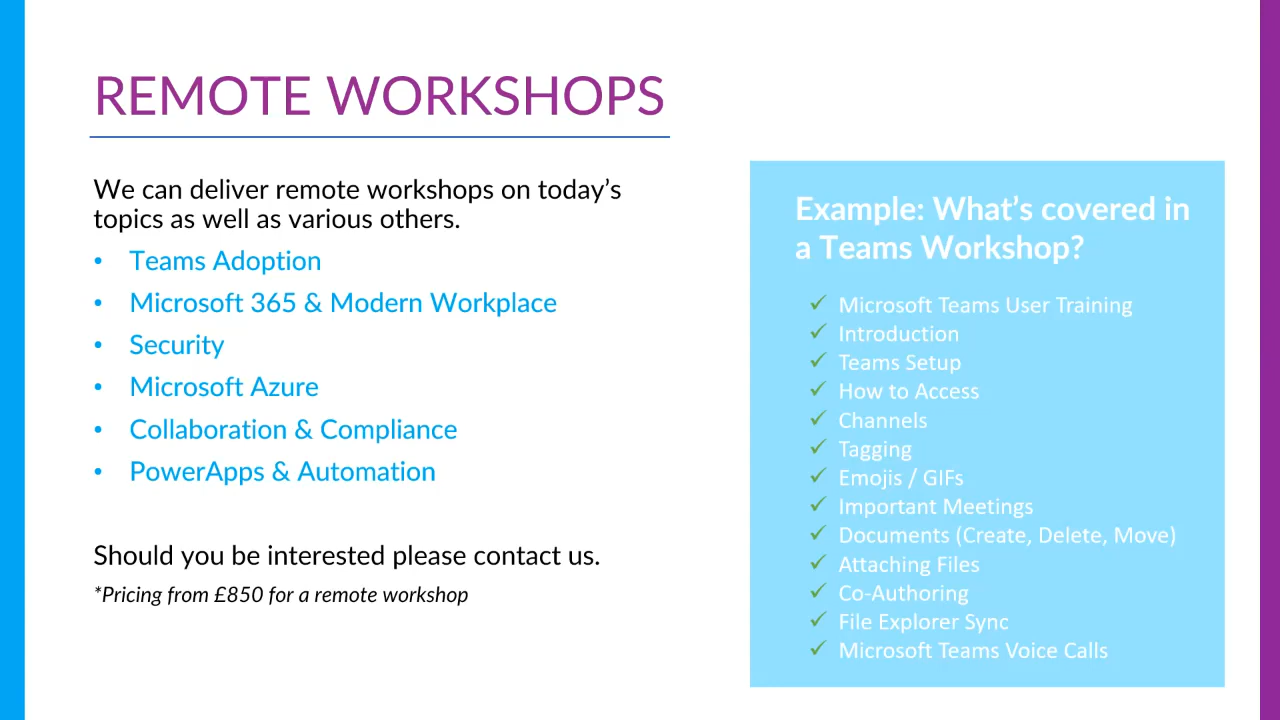 REMOTE WORKSHOPS
We can deliver remote workshops on today’s
topics as well as various others.
• Teams Adoption
• Microsoft 365 & Modern Workplace
• Security
• Microsoft Azure
• Collaboration & Compliance
• PowerApps & Automation
Should you be interested please contact us.
*Pricing from £850 for a remote workshop
Example: What’s covered in
a Teams Workshop?
✓ Microsoft Teams User Training
✓ Introduction
✓ Teams Setup
✓ How to Access
✓ Channels
✓ Tagging
✓ Emojis / GIFs
✓ Important Meetings
✓ Documents (Create, Delete, Move)
✓ Attaching Files
✓ Co-Authoring
✓ File Explorer Sync
✓ Microsoft Teams Voice Calls